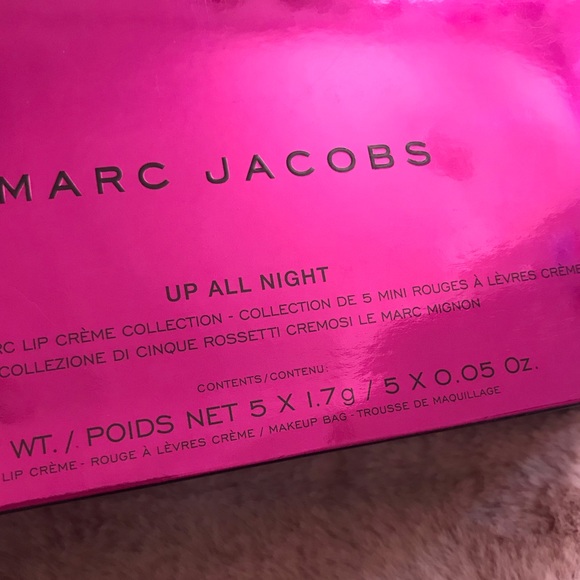 MARC JACOBS
UP ALL NIGHT
RC LIP CRÈME COLLECTION - COLLECTION DE 5 MINI ROUGES À LÈVRES CRÈME
COLLEZIONE DI CINQUE ROSSETTI CREMOSI LE MARC MIGNON
CONTENTS/CONTENU:
WT./ POIDS NET 5 X 1.7g / 5 X 0.05 Oz.
LIP CRÈME - ROUGE À LÈVRES CRÈME / MAKEUP BAG - TROUSSE DE MAQUILLAGE